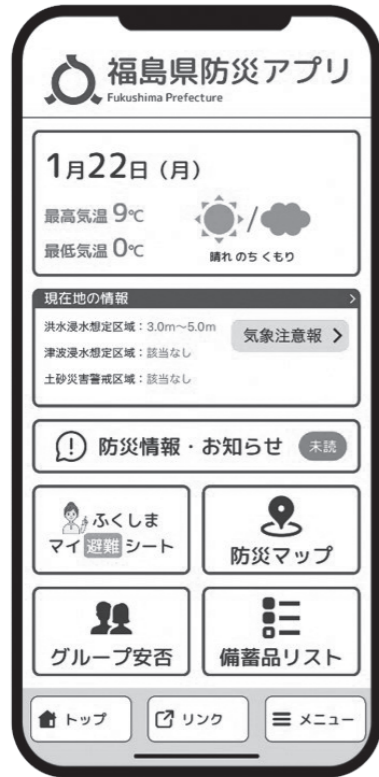 福島県防災アプリ
Fukushima Prefecture
1月22日（月）
最高気温 9℃
最低気温 0℃
晴れ のち くもり
現在地の情報
洪水浸水想定区域：3.0m～5.0m
津波浸水想定区域：該当なし
土砂災害警戒区域：該当なし
気象注意報
防災情報・お知らせ 未読
ふくしま
マイ避難シート
防災マップ
グループ安否
備蓄品リスト
トップ
リンク
メニュー